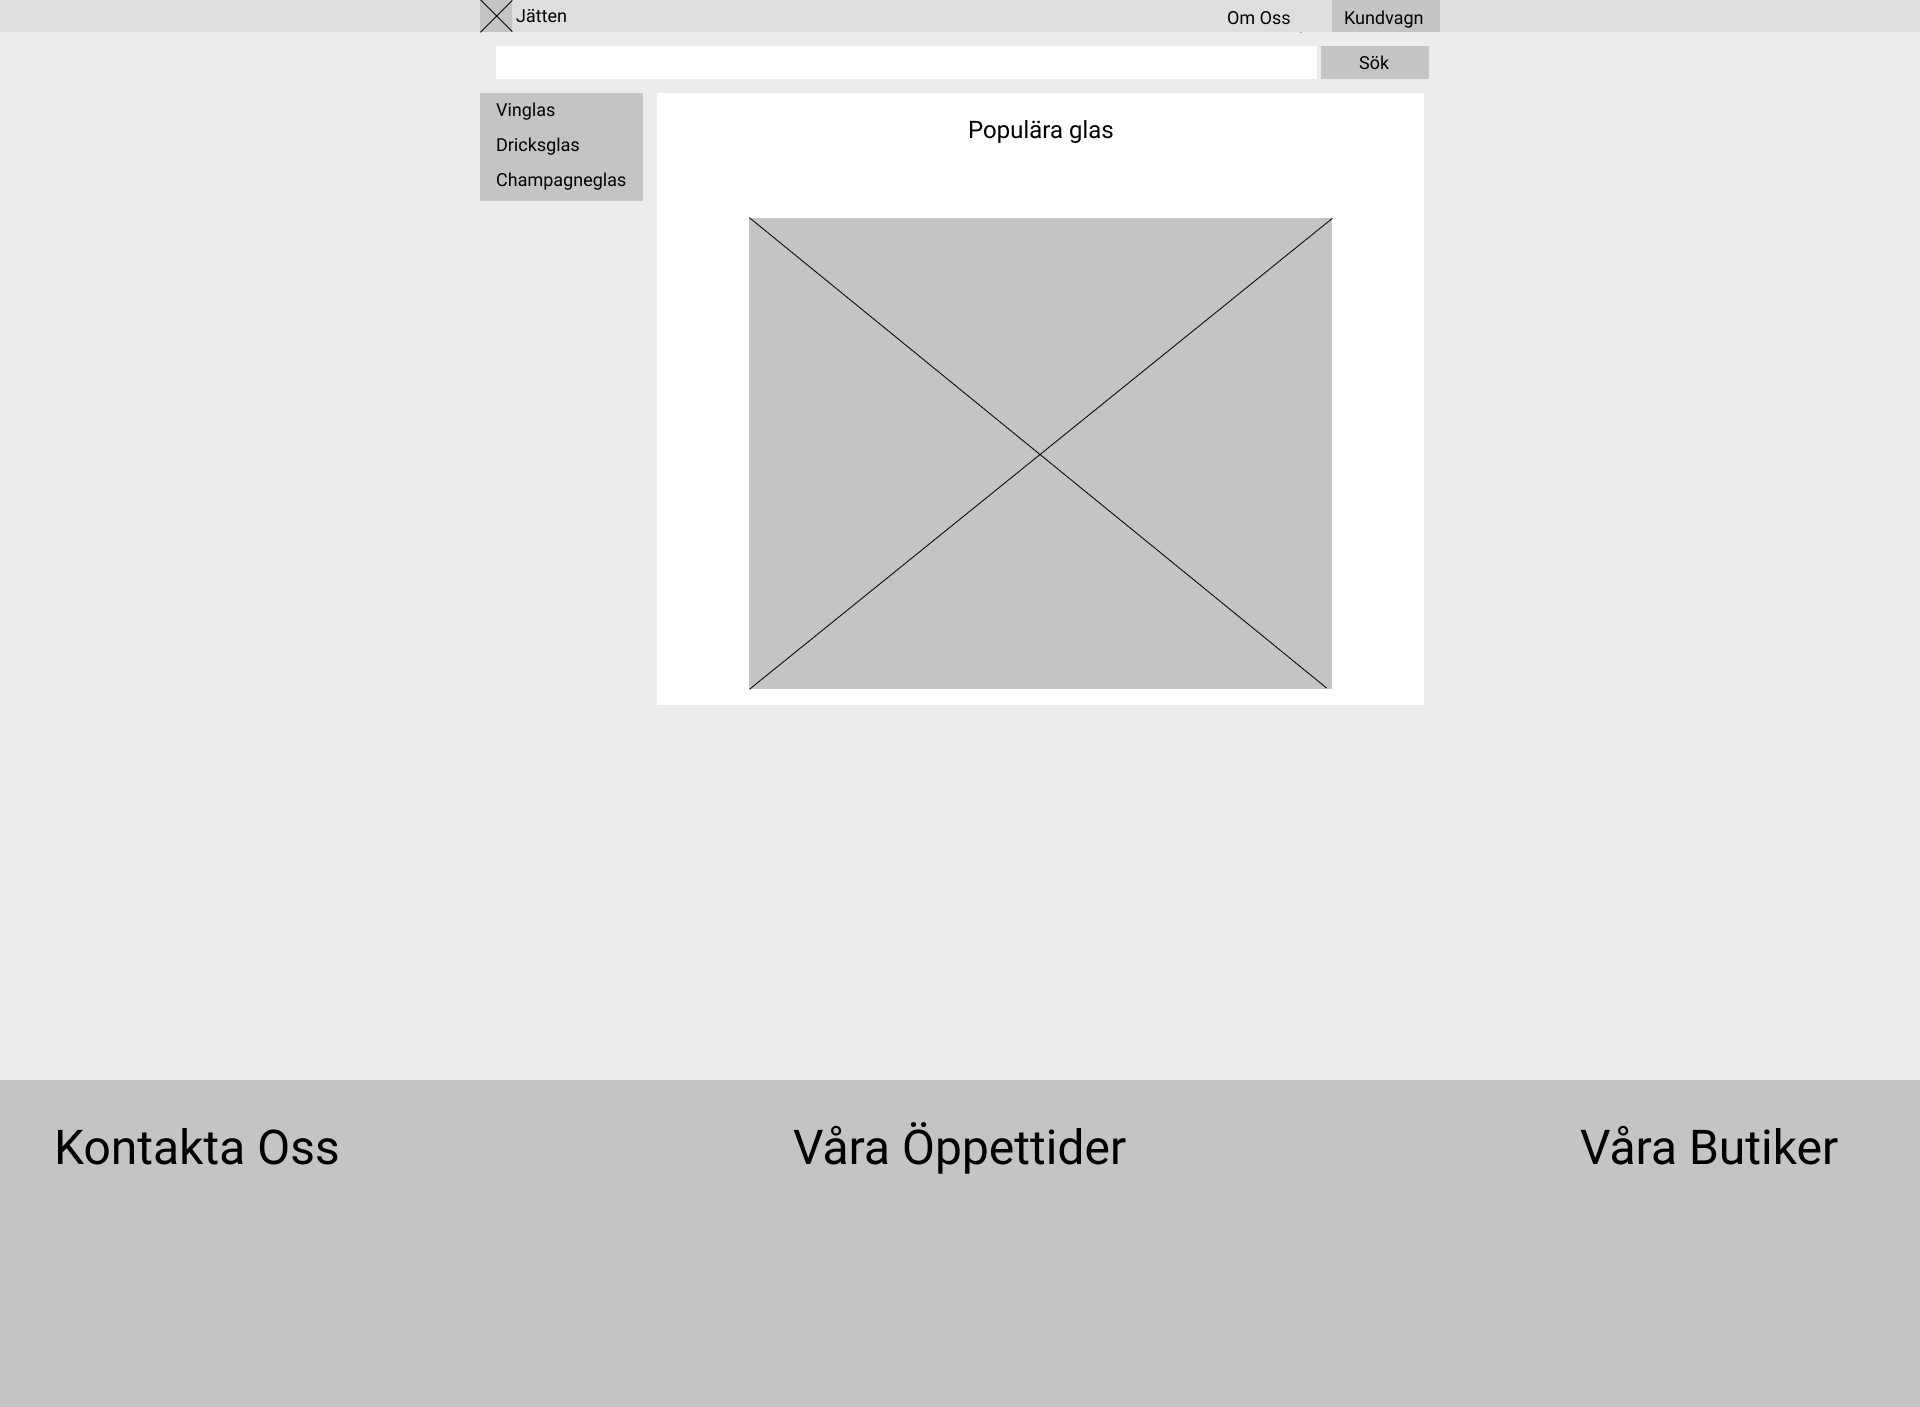 Jätten
Om Oss
Kundvagn
Sök
Vinglas
Dricksglas
Champagneglas
Populära glas
Kontakta Oss
Våra Öppettider
Våra Butiker